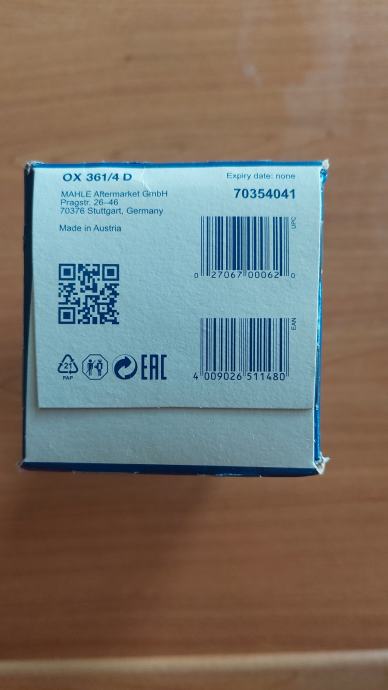 OX 361/4 D
Expiry date: none
MAHLE Aftermarket GmbH
Pragstr. 26–46
70376 Stuttgart, Germany
70354041
Made in Austria
UPC
0 27067 00062 0
EAN
4 009026 511480
21
PAP
EAC